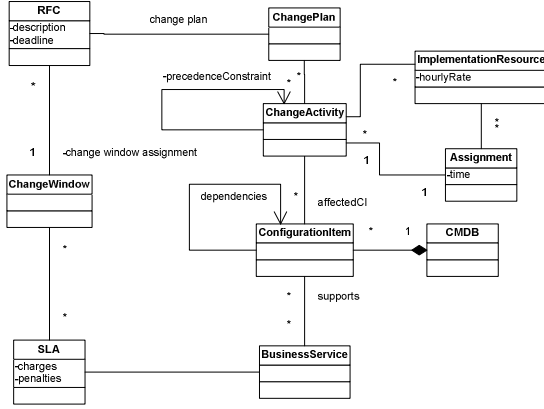 RFC
-description
-deadline
change plan
ChangePlan
-precedenceConstraint
*
*
ImplementationResource
-hourlyRate
*
*
ChangeActivity
*
*
*
1
1
-change window assignment
1
Assignment
-time
ChangeWindow
dependencies
*
affectedCI
ConfigurationItem
*
1
CMDB
*
*
supports
*
*
SLA
-charges
-penalties
BusinessService